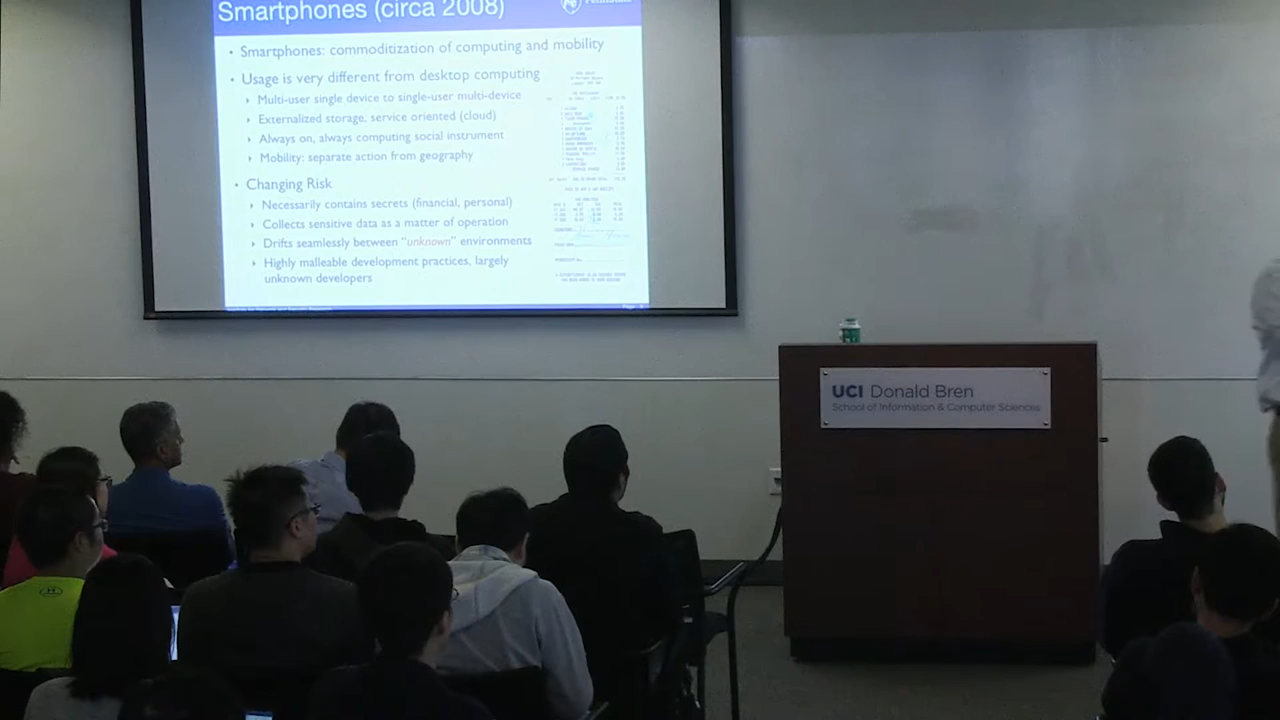 Smartphones (circa 2008)
• Smartphones: commoditization of computing and mobility
• Usage is very different from desktop computing
‣ Multi-user single device to single-user multi-device
‣ Externalized storage, service oriented (cloud)
‣ Always on, always computing social instrument
‣ Mobility: separate action from geography
• Changing Risk
‣ Necessarily contains secrets (financial, personal)
‣ Collects sensitive data as a matter of operation
‣ Drifts seamlessly between "unknown" environments
‣ Highly malleable development practices, largely
unknown developers
UCI Donald Bren
School of Information & Computer Sciences